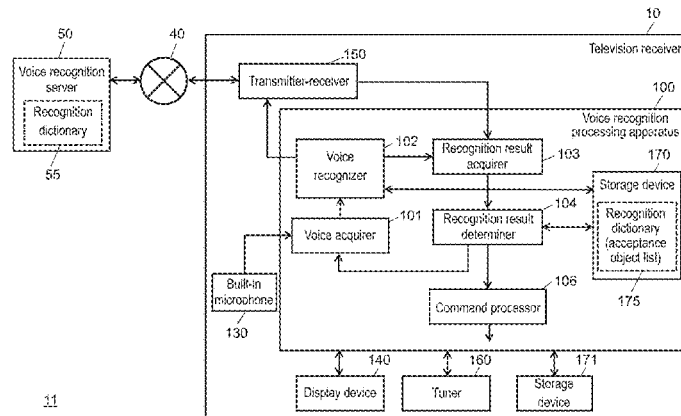 10
50
40
150
Television receiver
Voice recognition
server
Transmitter-receiver
100
Voice recognition
processing apparatus
Recognition
dictionary
55
102
Voice
recognizer
Recognition result
acquirer
103
170
Storage device
101
104
Voice acquirer
Recognition result
determiner
Recognition
dictionary
(acceptance
object list)
175
Built-in
microphone
130
106
Command processor
140
160
171
Display device
Tuner
Storage
device
11